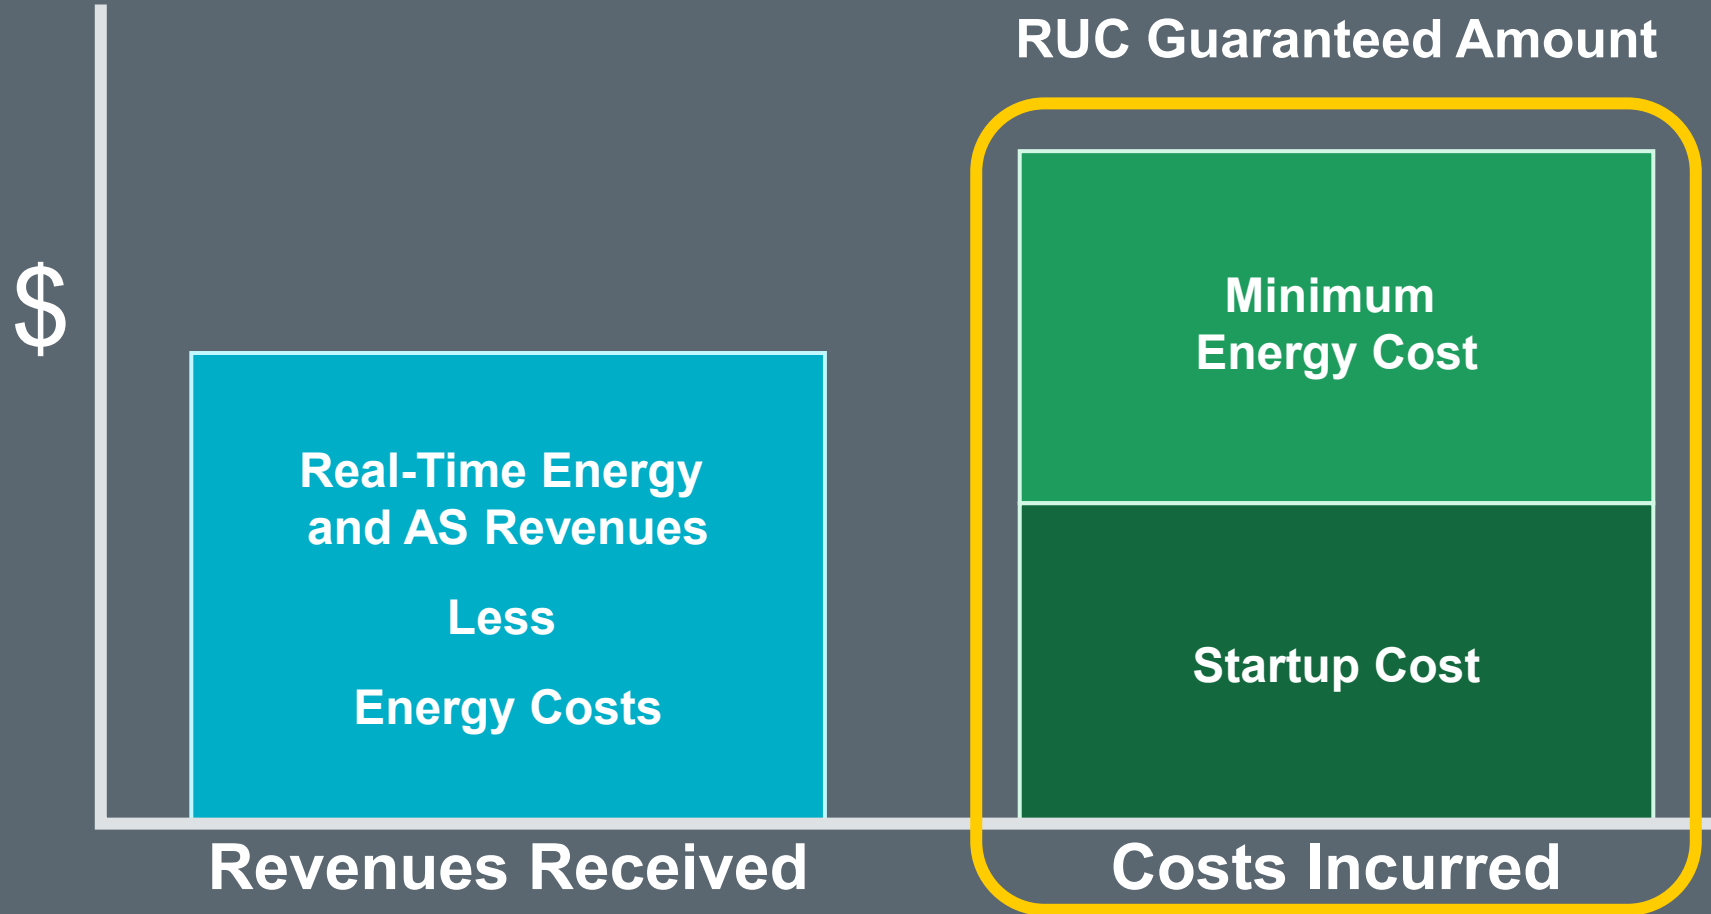 RUC Guaranteed Amount
$
Minimum
Energy Cost
Real-Time Energy
and AS Revenues
Less
Energy Costs
Startup Cost
Revenues Received
Costs Incurred